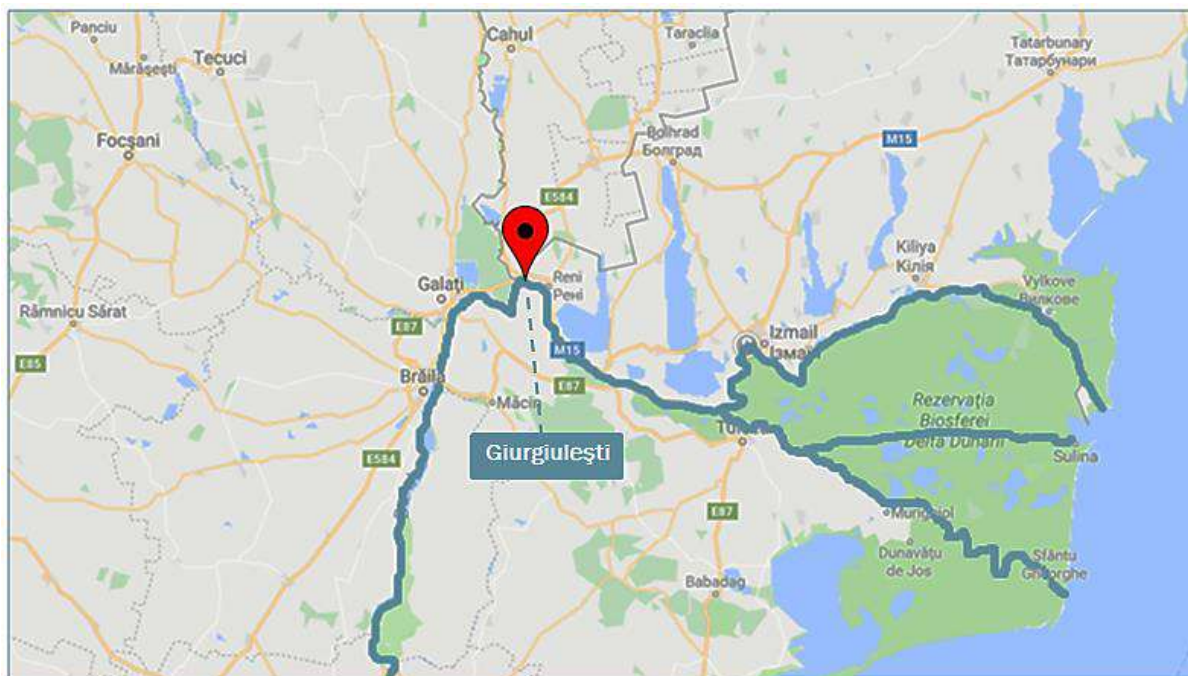 Panciu
Cahul
Taraclia
Tatarbunary
Татарбунари
Mărășești
Tecuci
Focșani
Bolhrad
Болград
M15
E584
Kiliya
Кілія
Vylkove
Вилкове
Reni
Рені
Galați
Râmnicu Sărat
E87
Izmail
Ізмаїл
E85
M15
Brăila
E87
Măcin
Rezervația
Biosferei
Delta Dunării
Giurgiuleşti
Sulina
E584
E87
Murighiol
Dunavățu
de Jos
Sfântu
Gheorghe
Babadag